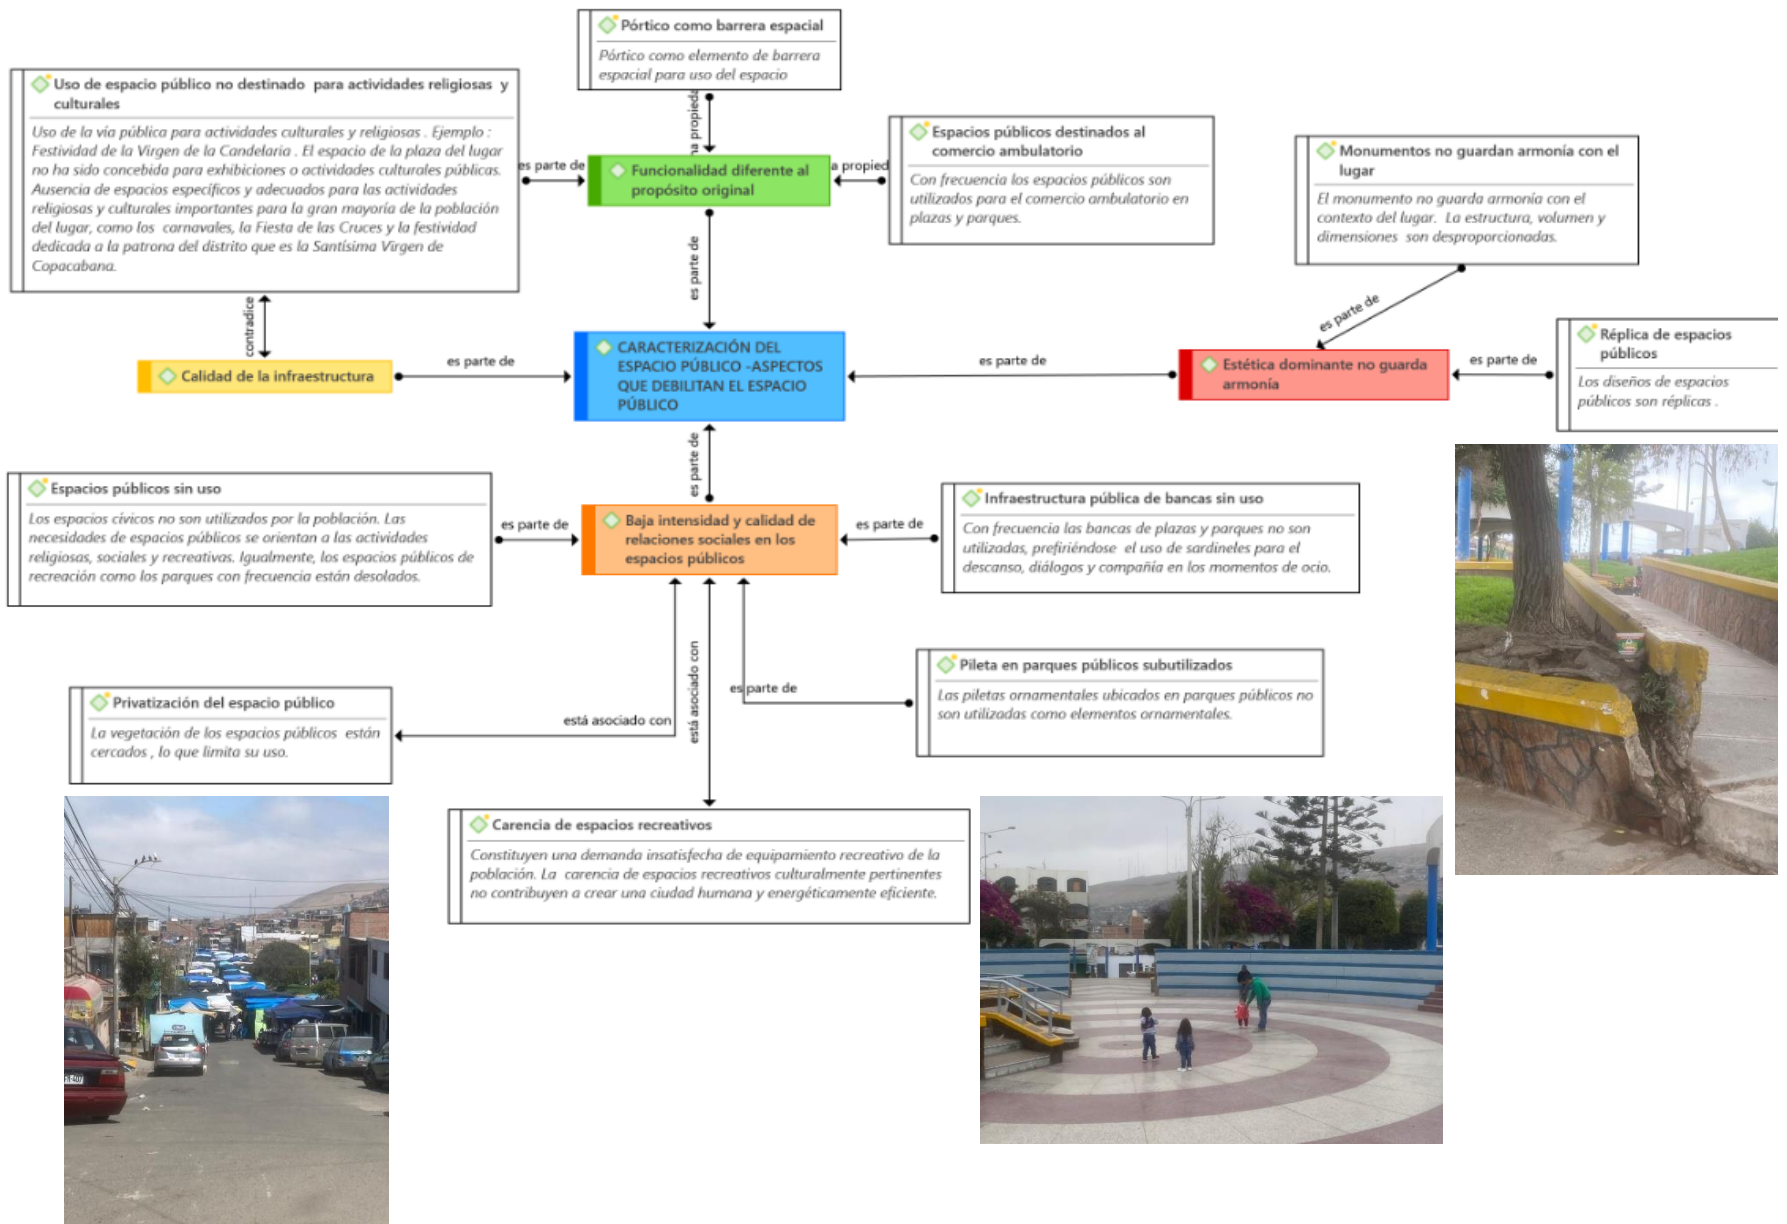 Pórtico como barrera espacial
Pórtico como elemento de barrera
espacial para uso del espacio
Uso de espacio público no destinado para actividades religiosas y
culturales
Uso de la vía pública para actividades culturales y religiosas . Ejemplo :
Festividad de la Virgen de la Candelaria . El espacio de la plaza del lugar
no ha sido concebida para exhibiciones o actividades culturales públicas.
Ausencia de espacios específicos y adecuados para las actividades
religiosas y culturales importantes para la gran mayoría de la población
del lugar, como los carnavales, la Fiesta de las Cruces y la festividad
dedicada a la patrona del distrito que es la Santísima Virgen de
Copacabana.
es parte de
a propieda
Funcionalidad diferente al
propósito original
a propied
Espacios públicos destinados al
comercio ambulatorio
Con frecuencia los espacios públicos son
utilizados para el comercio ambulatorio en
plazas y parques.
Monumentos no guardan armonía con el
lugar
El monumento no guarda armonía con el
contexto del lugar. La estructura, volumen y
dimensiones son desproporcionadas.
es parte de
contradice
es parte de
Calidad de la infraestructura
es parte de
CARACTERIZACIÓN DEL
ESPACIO PÚBLICO -ASPECTOS
QUE DEBILITAN EL ESPACIO
PÚBLICO
es parte de
Estética dominante no guarda
armonía
es parte de
Réplica de espacios
públicos
Los diseños de espacios
públicos son réplicas .
es parte de
Espacios públicos sin uso
Los espacios cívicos no son utilizados por la población. Las
necesidades de espacios públicos se orientan a las actividades
religiosas, sociales y recreativas. Igualmente, los espacios públicos de
recreación como los parques con frecuencia están desolados.
es parte de
Baja intensidad y calidad de
relaciones sociales en los
espacios públicos
es parte de
Infraestructura pública de bancas sin uso
Con frecuencia las bancas de plazas y parques no son
utilizadas, prefiriéndose el uso de sardineles para el
descanso, diálogos y compañía en los momentos de ocio.
Privatización del espacio público
La vegetación de los espacios públicos están
cercados , lo que limita su uso.
está asociado con
está asociado con
es parte de
Pileta en parques públicos subutilizados
Las piletas ornamentales ubicados en parques públicos no
son utilizadas como elementos ornamentales.
Carencia de espacios recreativos
Constituyen una demanda insatisfecha de equipamiento recreativo de la
población. La carencia de espacios recreativos culturalmente pertinentes
no contribuyen a crear una ciudad humana y energéticamente eficiente.